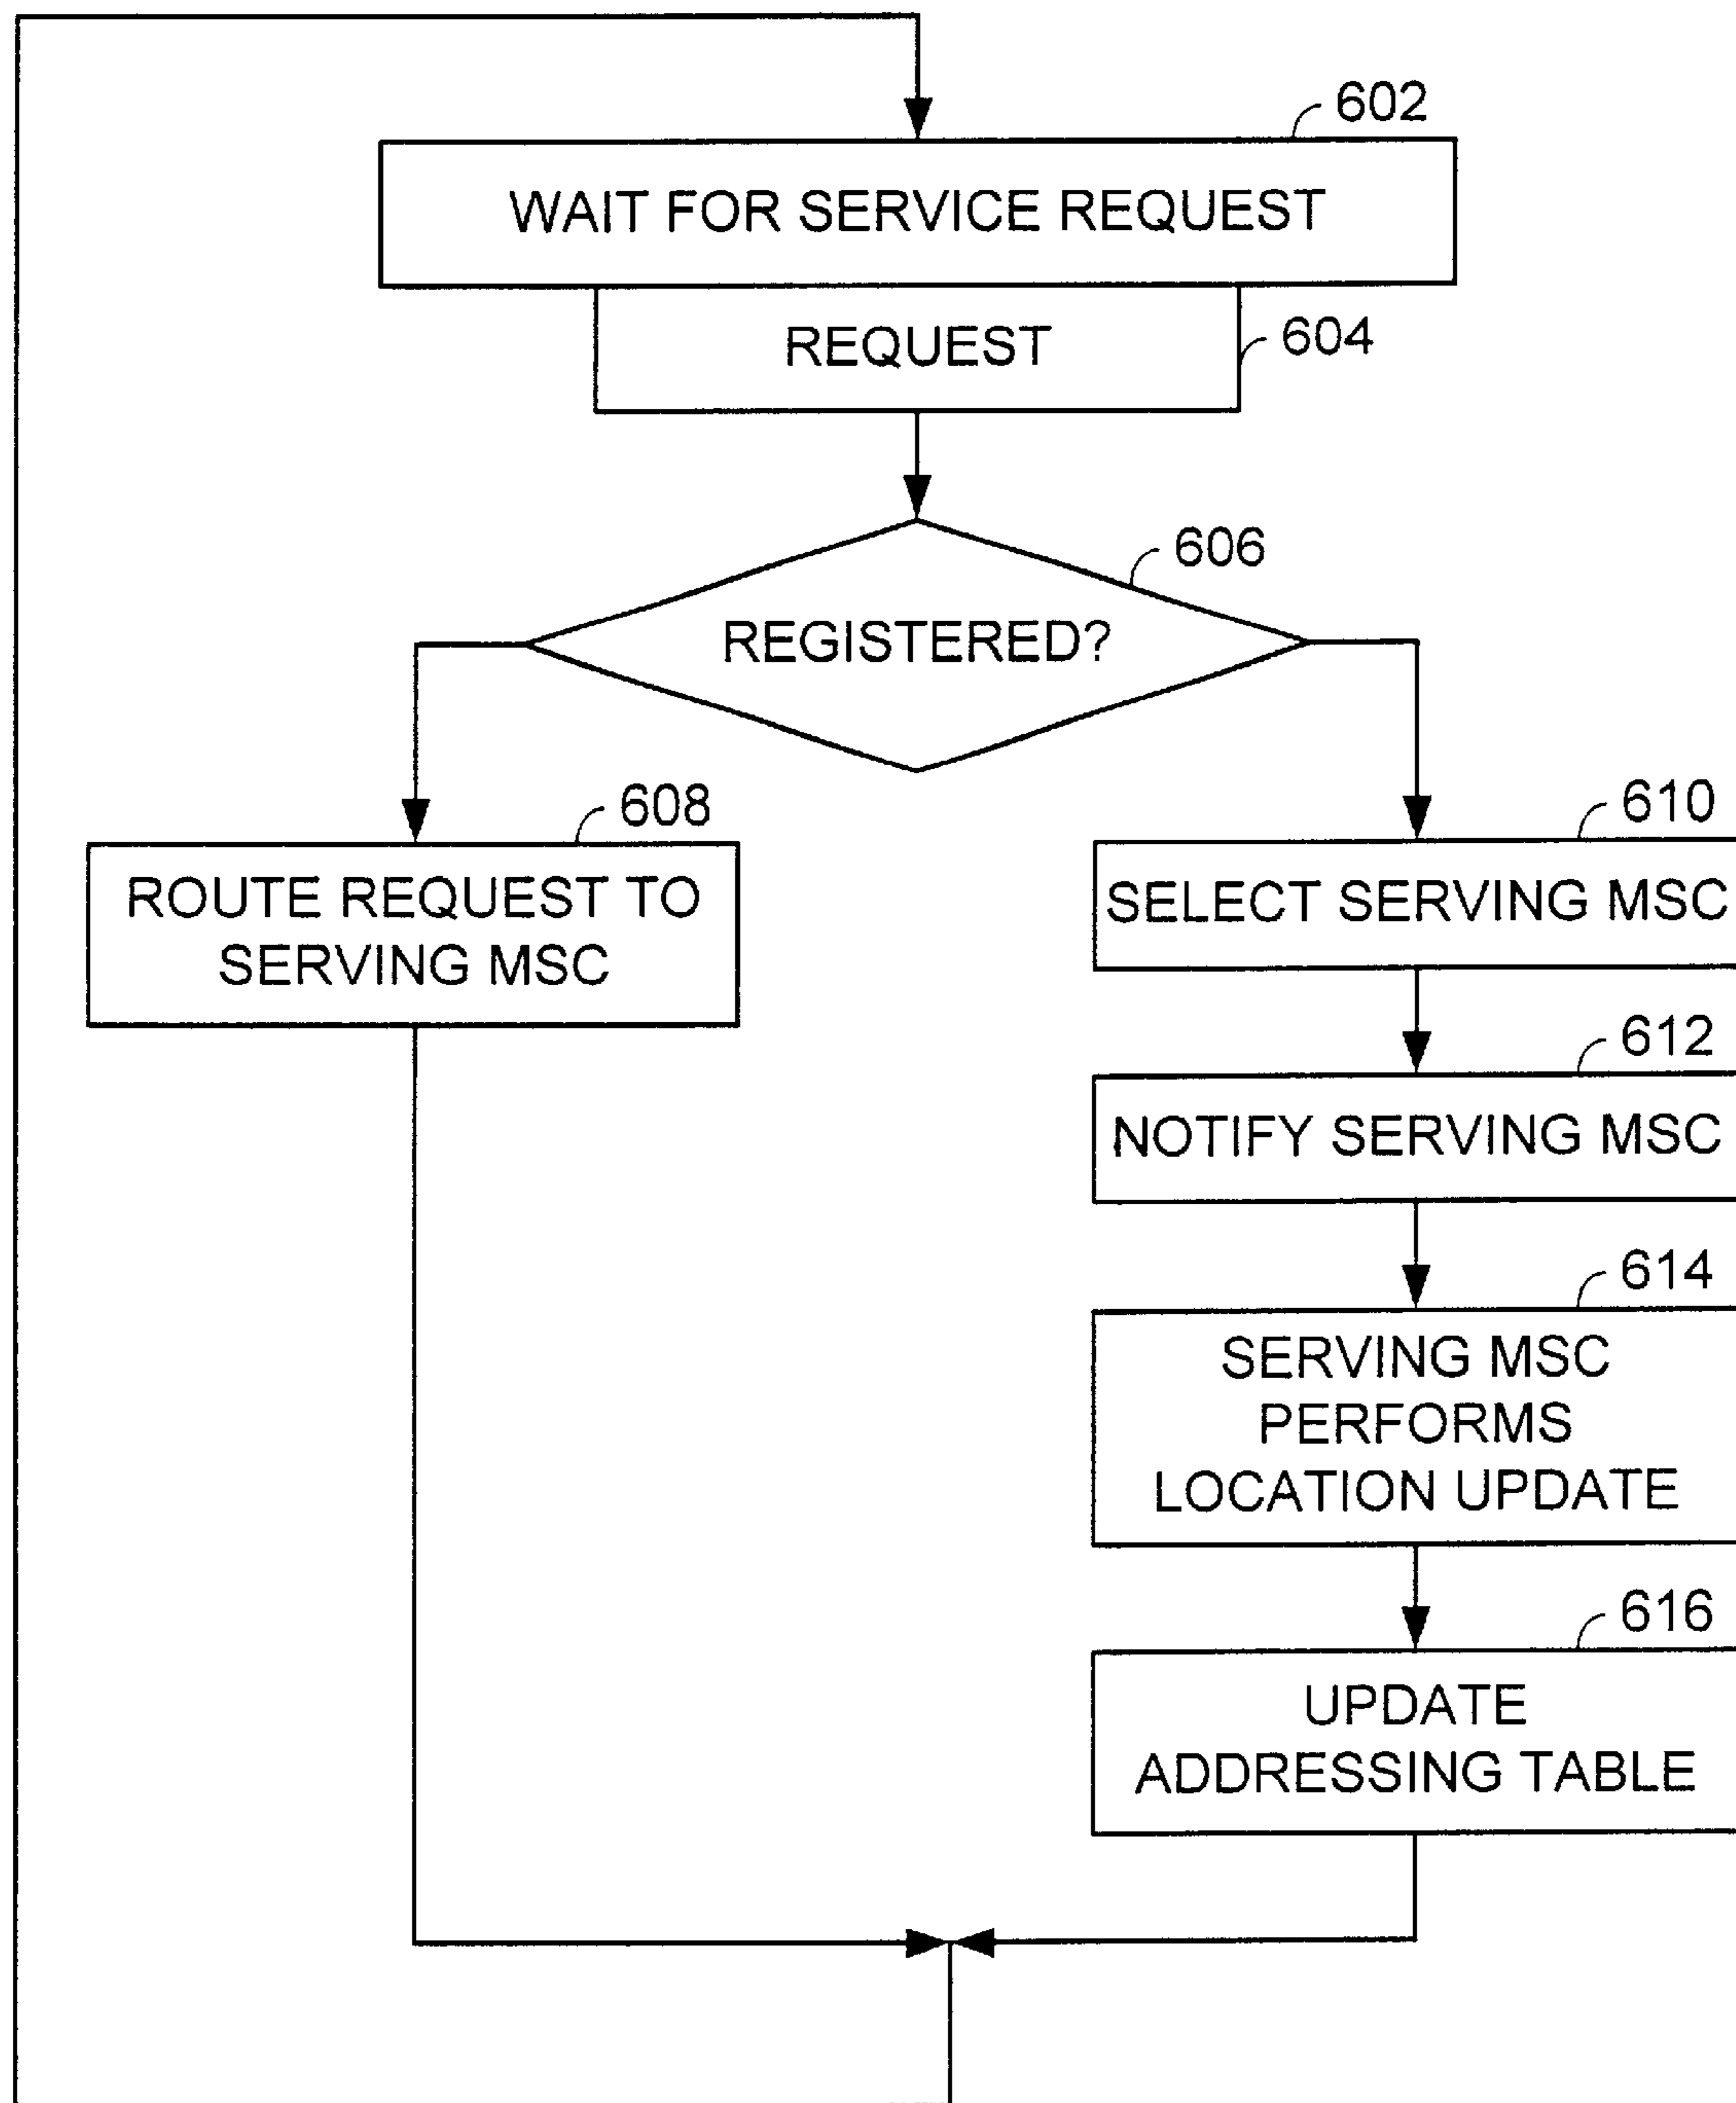 602
WAIT FOR SERVICE REQUEST
REQUEST
604
606
REGISTERED?
608
ROUTE REQUEST TO
SERVING MSC
610
SELECT SERVING MSC
612
NOTIFY SERVING MSC
614
SERVING MSC
PERFORMS
LOCATION UPDATE
616
UPDATE
ADDRESSING TABLE